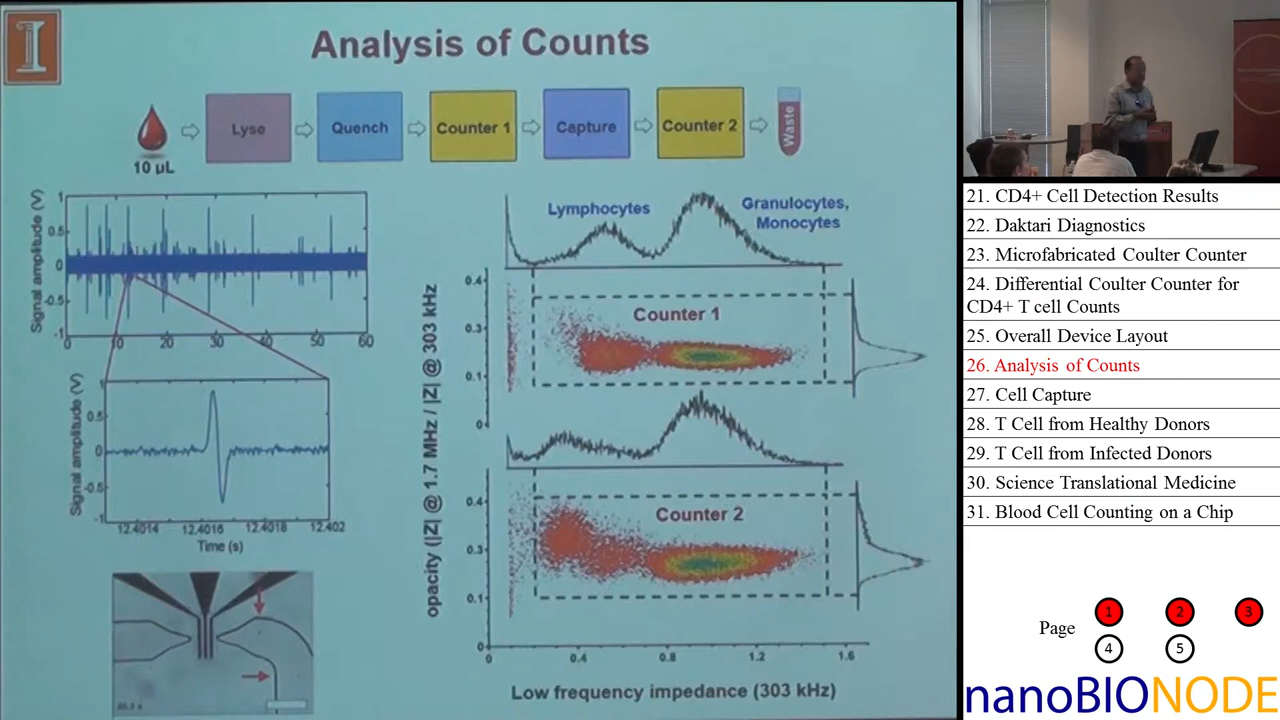 I
Analysis of Counts
Lyse
Quench
Counter 1
Capture
Counter 2
Waste
10 µL
Signal amplitude (V)
1
0.5
0
-0.5
-1
0 10 20 30 40 50 60
Signal amplitude (V)
1
0.5
0
-0.5
-1
12.4014 12.4016 12.4018 12.402
Time (s)
Lymphocytes
Granulocytes,
Monocytes
opacity (|Z| @ 1.7 MHz / |Z| @ 303 kHz
0.4
0.3
0.1
0
Counter 1
0.4
0.3
0.1
0
Counter 2
0 0.4 0.8 1.2 1.6
Low frequency impedance (303 kHz)
21. CD4+ Cell Detection Results
22. Daktari Diagnostics
23. Microfabricated Coulter Counter
24. Differential Coulter Counter for
CD4+ T cell Counts
25. Overall Device Layout
26. Analysis of Counts
27. Cell Capture
28. T Cell from Healthy Donors
29. T Cell from Infected Donors
30. Science Translational Medicine
31. Blood Cell Counting on a Chip
Page
1 2 3
4 5
nanoBIONODE